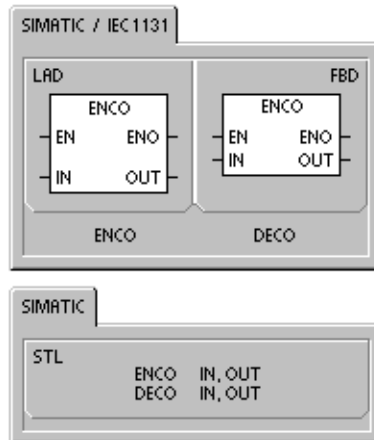 SIMATIC / IEC1131
LAD FBD
ENCO ENCO
EN ENO EN ENO
IN OUT IN OUT
ENCO DECO
SIMATIC
STL
ENCO IN, OUT
DECO IN, OUT